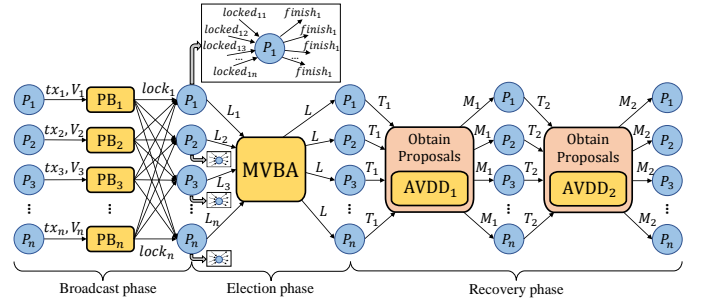 locked₁₁
locked₁₂
locked₁₃
...
locked₁ₙ
P₁
finish₁
finish₁
finish₁
...
finish₁
P₁ tx₁, V₁ PB₁ lock₁ P₁ L₁ L P₁ T₁ M₁ P₁ T₂ M₂ P₁
P₂ tx₂, V₂ PB₂ P₂ L₂ L P₂ T₁ Obtain Proposals M₁ P₂ T₂ Obtain Proposals M₂ P₂
MVBA
P₃ tx₃, V₃ PB₃ P₃ L₃ L P₃ T₁ AVDD₁ M₁ P₃ T₂ AVDD₂ M₂ P₃
... ... ... ... ... ...
Pₙ txₙ, Vₙ PBₙ lockₙ Pₙ Lₙ L Pₙ T₁ M₁ Pₙ T₂ M₂ Pₙ
Broadcast phase Election phase Recovery phase